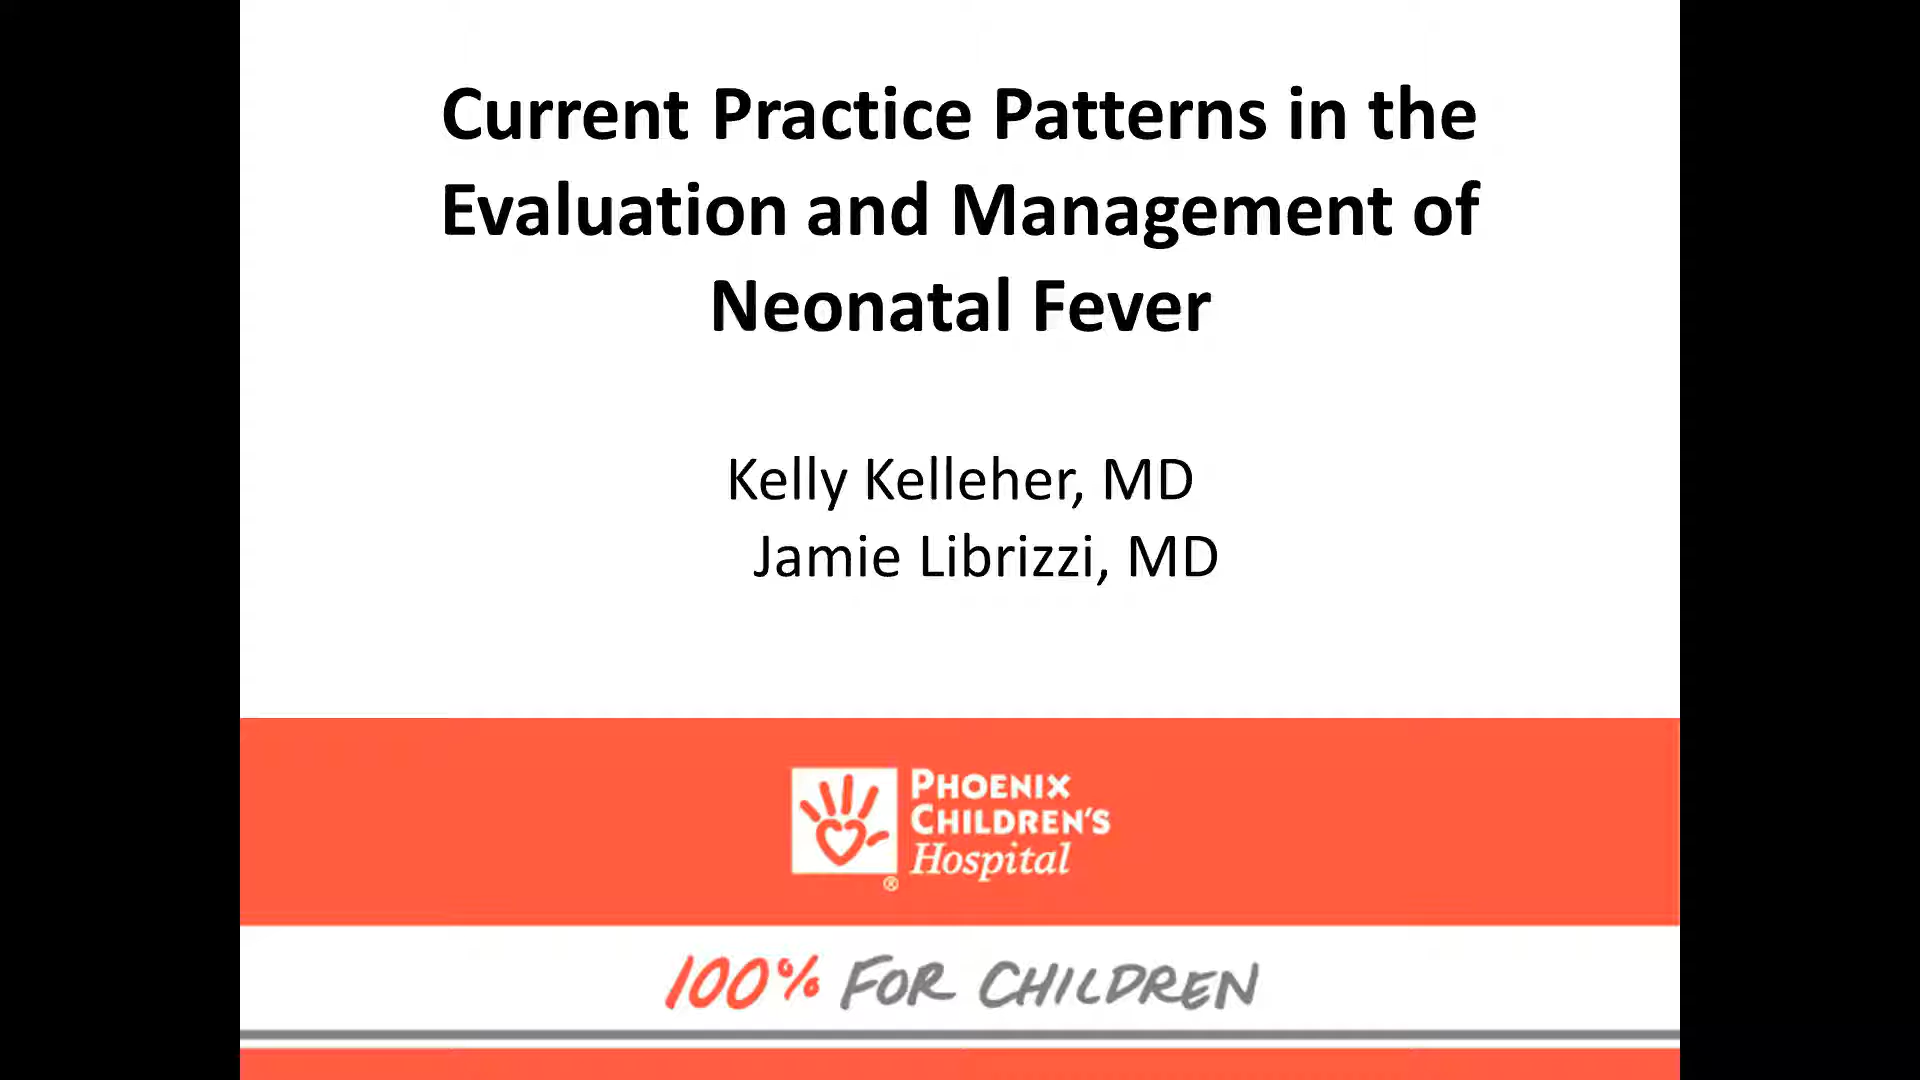 Current Practice Patterns in the
Evaluation and Management of
Neonatal Fever
Kelly Kelleher, MD
Jamie Librizzi, MD
PHOENIX
CHILDREN'S
Hospital
®
100% FOR CHILDREN